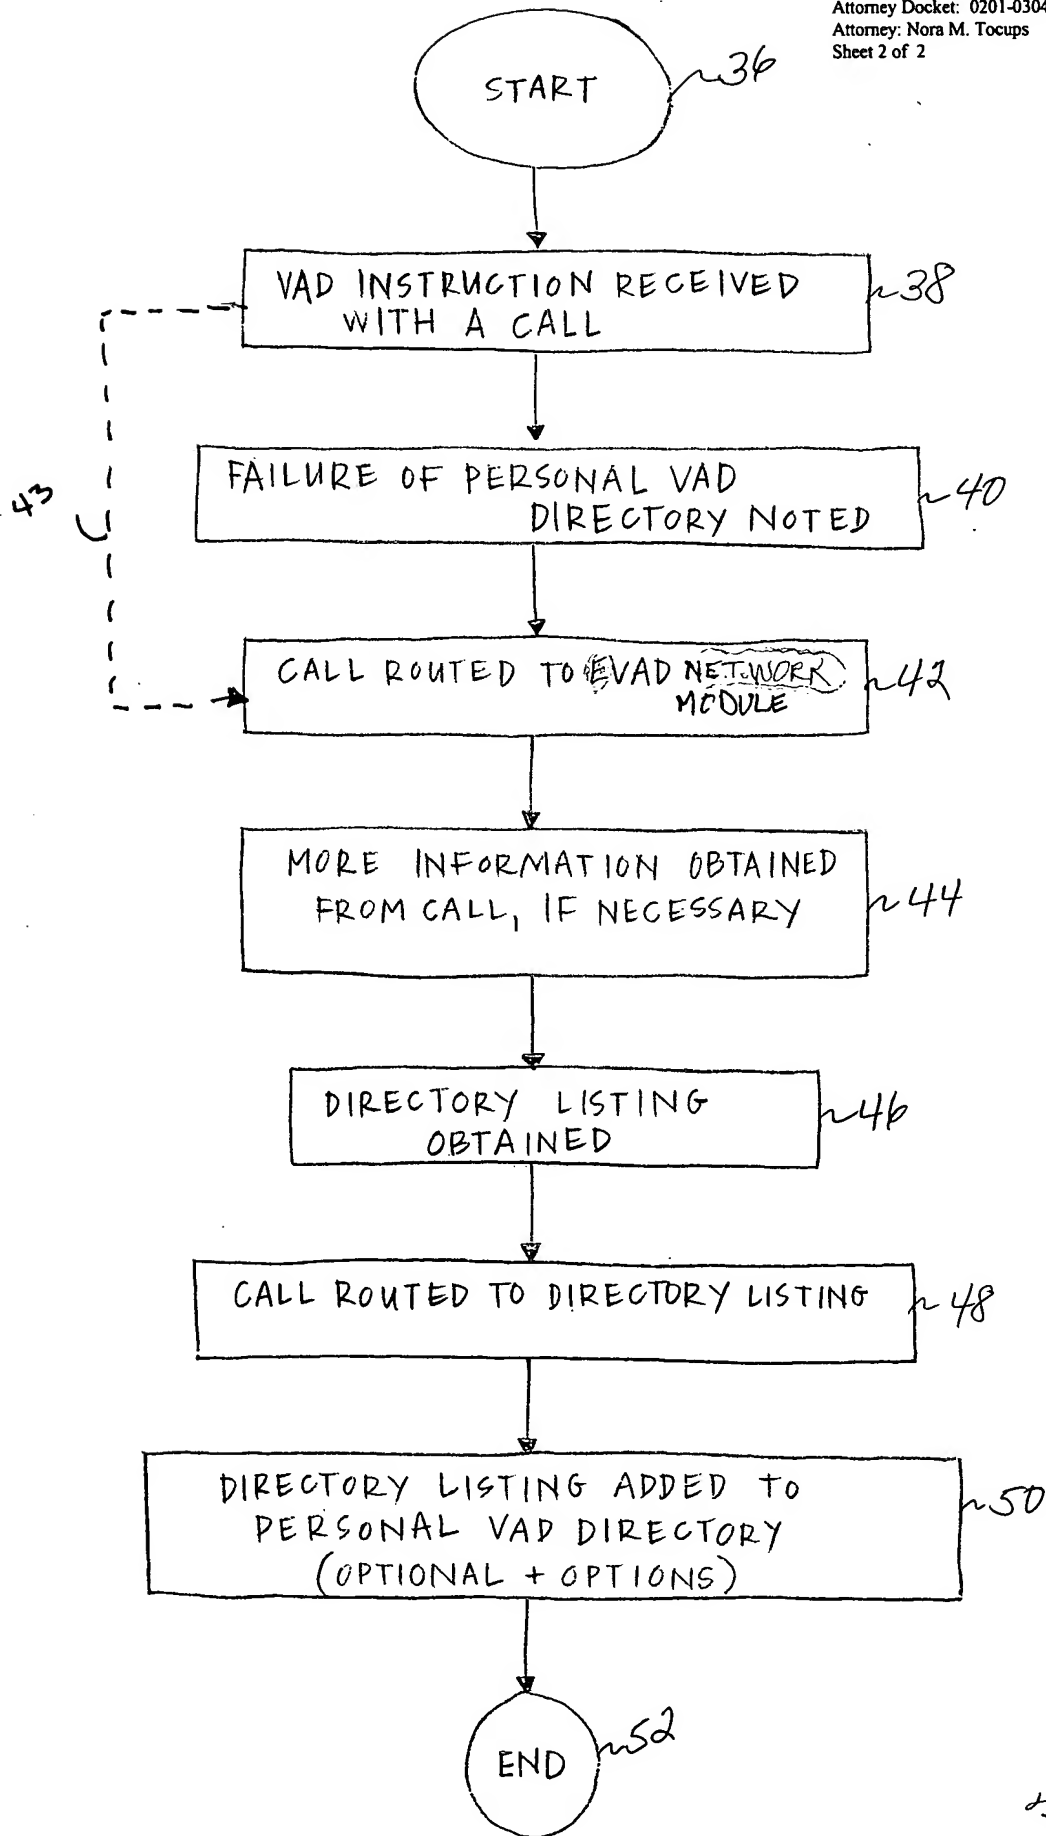 Attorney Docket: 0201-0304
Attorney: Nora M. Tocups
Sheet 2 of 2
START
36
VAD INSTRUCTION RECEIVED
WITH A CALL
38
FAILURE OF PERSONAL VAD
DIRECTORY NOTED
40
43
CALL ROUTED TO EVAD NETWORK
MODULE
42
MORE INFORMATION OBTAINED
FROM CALL, IF NECESSARY
44
DIRECTORY LISTING
OBTAINED
46
CALL ROUTED TO DIRECTORY LISTING
48
DIRECTORY LISTING ADDED TO
PERSONAL VAD DIRECTORY
(OPTIONAL + OPTIONS)
50
END
52